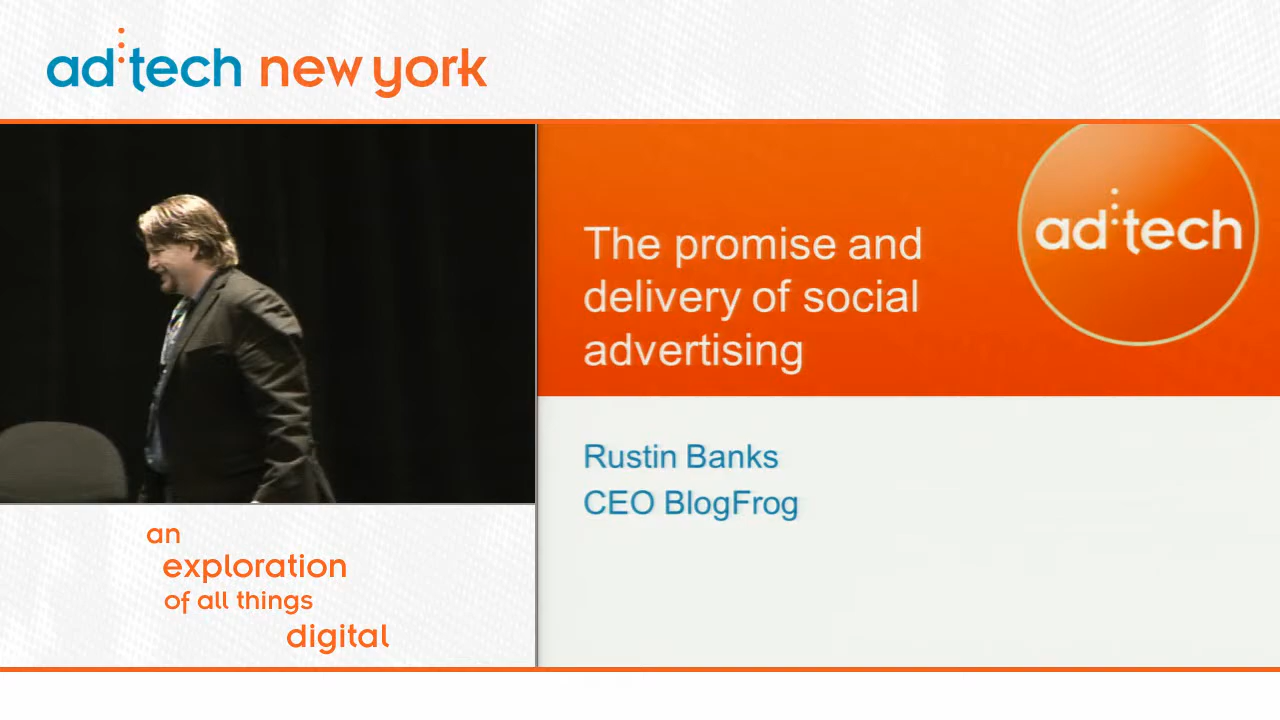 ad:tech new york
ad:tech
The promise and
delivery of social
advertising
Rustin Banks
CEO BlogFrog
an
exploration
of all things
digital